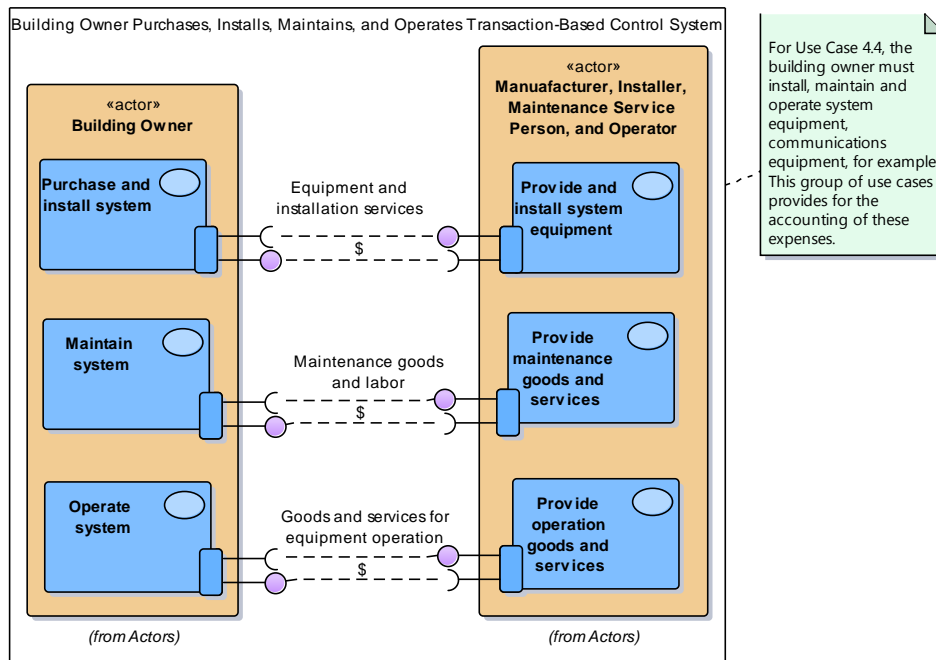 Building Owner Purchases, Installs, Maintains, and Operates Transaction-Based Control System
«actor»
Building Owner
Purchase and
install system
Maintain
system
Operate
system
(from Actors)
Equipment and
installation services
$
Maintenance goods
and labor
$
Goods and services for
equipment operation
$
«actor»
Manuafacturer, Installer,
Maintenance Service
Person, and Operator
Provide and
install system
equipment
Provide
maintenance
goods and
services
Provide
operation
goods and
services
(from Actors)
For Use Case 4.4, the
building owner must
install, maintain and
operate system
equipment,
communications
equipment, for example
This group of use cases
provides for the
accounting of these
expenses.